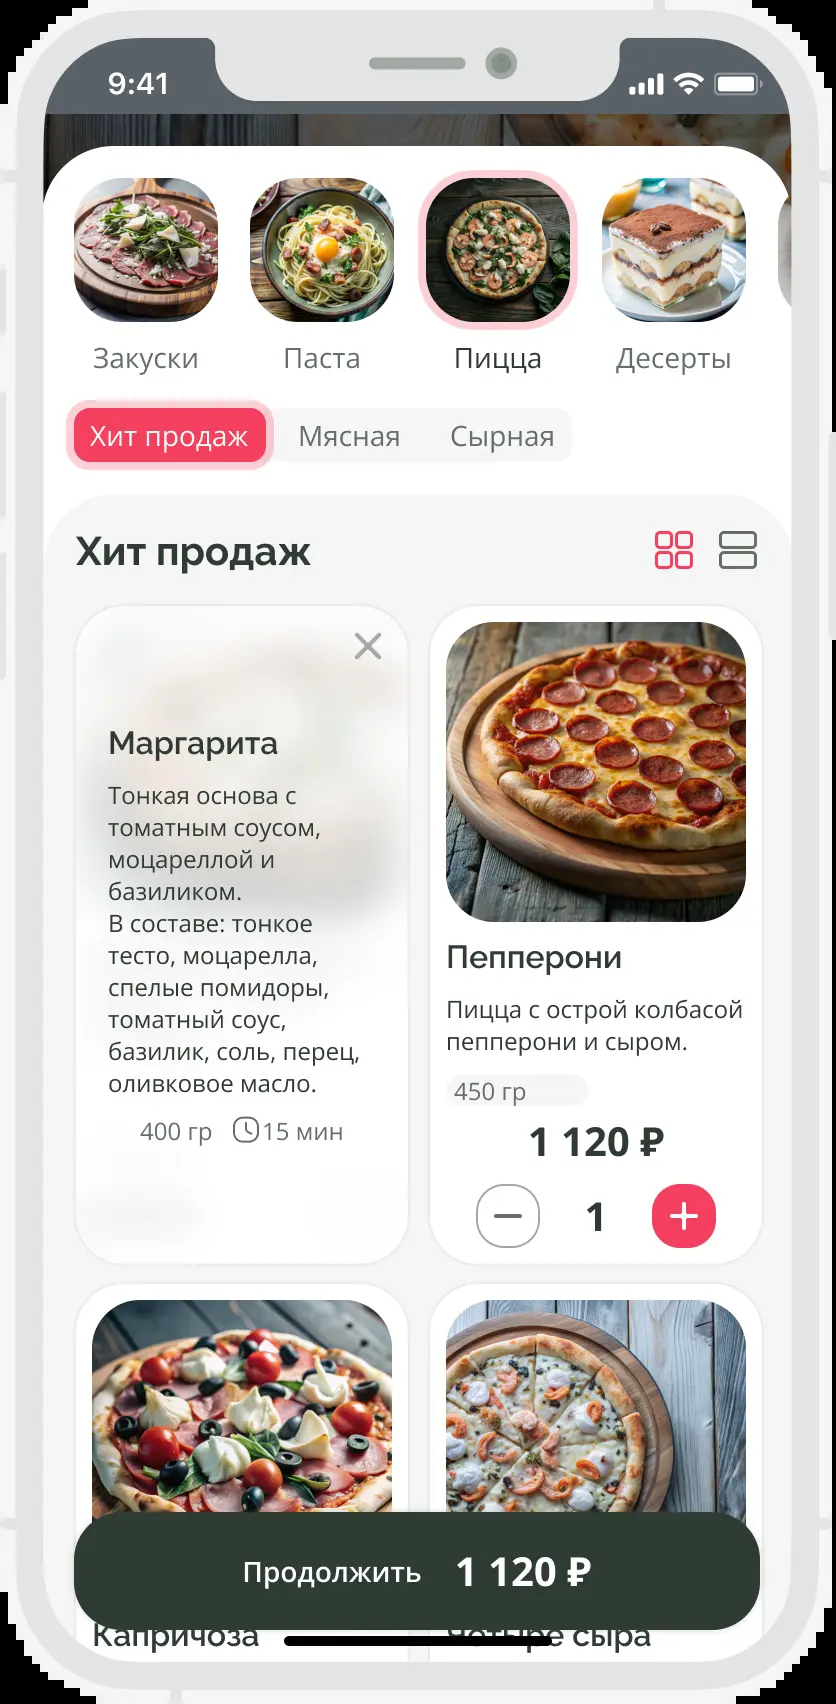 9:41
Закуски
Паста
Пицца
Десерты
Хит продаж
Мясная
Сырная
Хит продаж
Маргарита
Тонкая основа с
томатным соусом,
моцареллой и
базиликом.
В составе: тонкое
тесто, моцарелла,
спелые помидоры,
томатный соус,
базилик, соль, перец,
оливковое масло.
400 гр 15 мин
Пепперони
Пицца с острой колбасой
пепперони и сыром.
450 гр
1 120 ₽
1
Продолжить 1 120 ₽
Капричоза
Четыре сыра